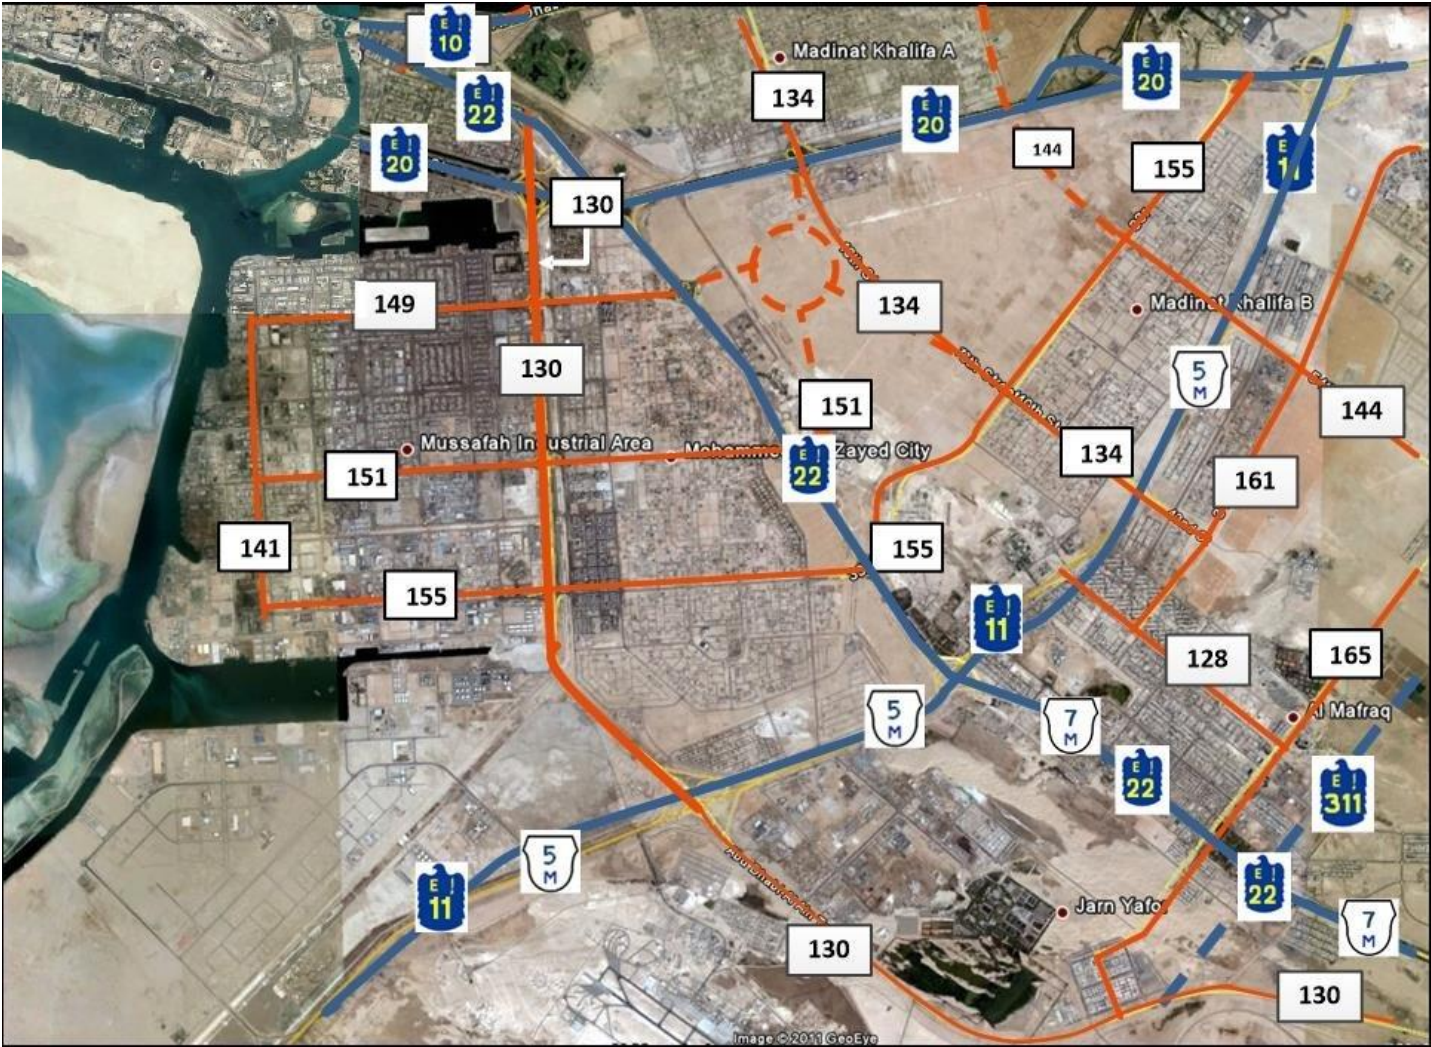 E
10
Madinat Khalifa A
E
20
134
E
22
E
20
144
155
E
11
E
20
130
149
134
Madinat Khalifa B
130
5
M
151
144
Mussafah Industrial Area
Zayed City
134
151
E
22
161
141
155
155
E
11
128
165
5
M
7
M
Al Mafraq
E
22
E
311
5
M
E
11
E
22
Jarn Yafo
7
M
130
130
Image © 2011 GeoEye